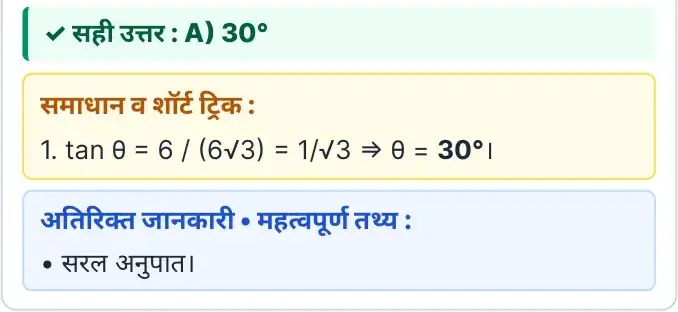 ✓ सही उत्तर : A) 30°
समाधान व शॉर्ट ट्रिक :
1. tan θ = 6 / (6√3) = 1/√3 ⇒ θ = 30°।
अतिरिक्त जानकारी • महत्वपूर्ण तथ्य :
• सरल अनुपात।